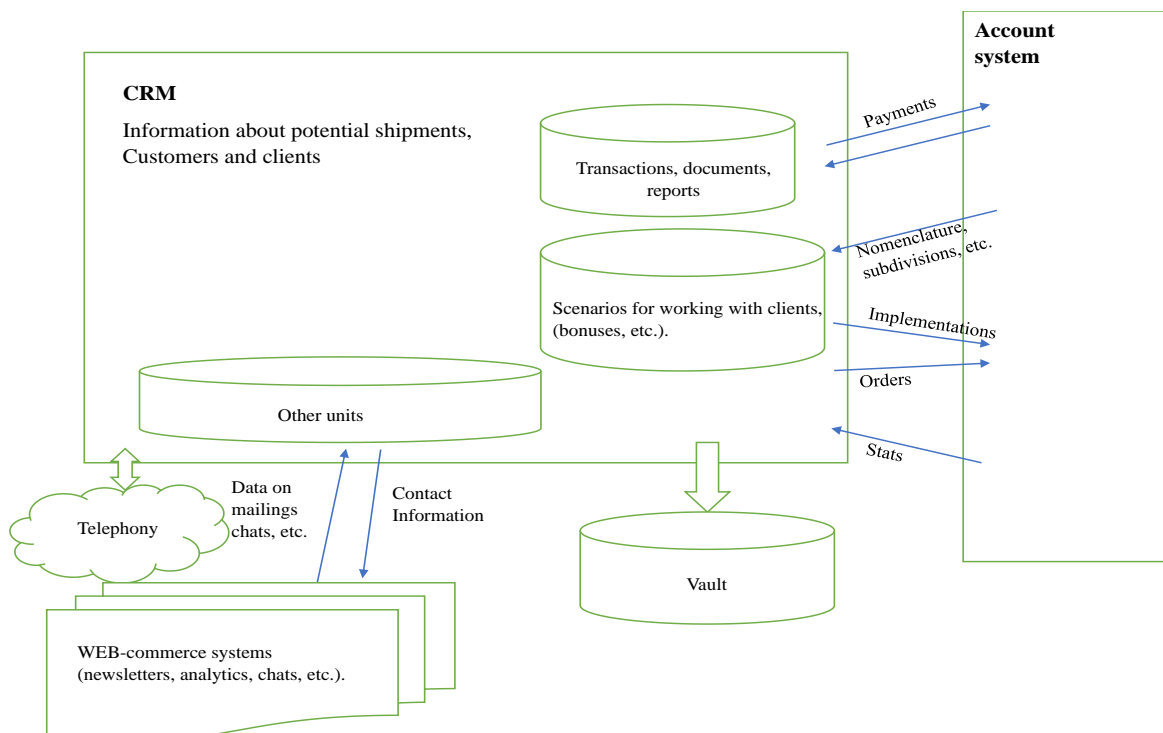 Account
system
CRM
Information about potential shipments,
Customers and clients
Payments
Transactions, documents,
reports
Nomenclature,
subdivisions, etc.
Scenarios for working with clients,
(bonuses, etc.).
Implementations
Orders
Other units
Stats
Data on
mailings
chats, etc.
Contact
Information
Telephony
Vault
WEB-commerce systems
(newsletters, analytics, chats, etc.).